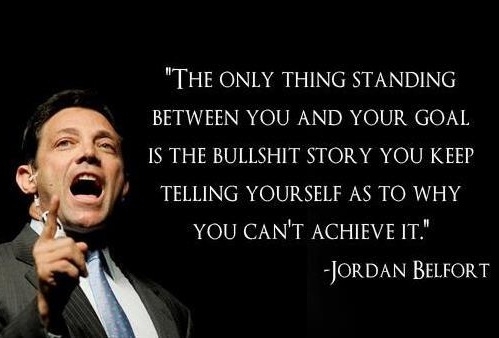 "The only thing standing
between you and your goal
is the bullshit story you keep
telling yourself as to why
you can't achieve it."
-Jordan Belfort